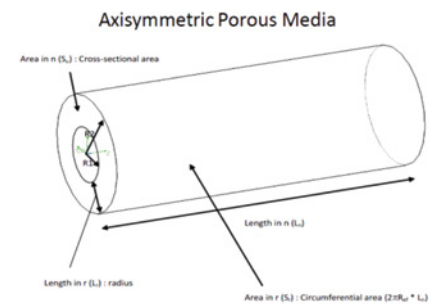 Axisymmetric Porous Media
Area in n (Sₙ) : Cross-sectional area
R2
R1
Length in n (Lₙ)
Length in r (Lᵣ) : radius
Area in r (Sᵣ) : Circumferential area (2πRₑf * Lₙ)